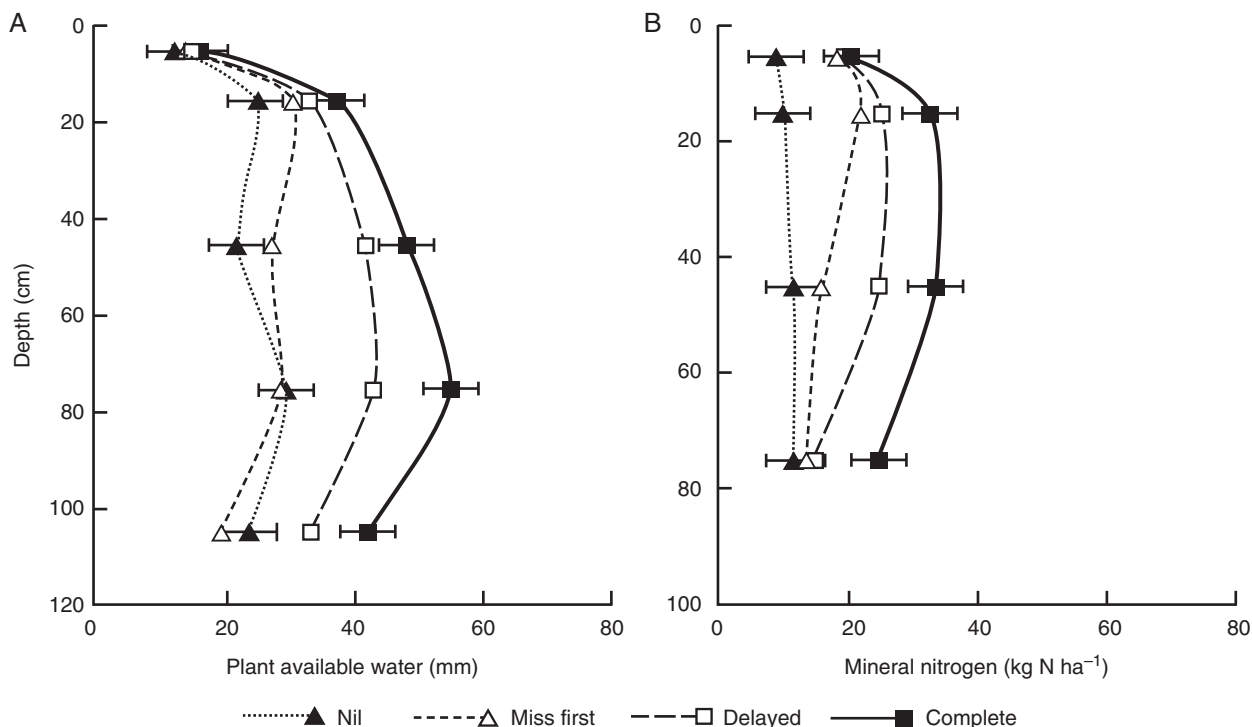 A
0
20
40
60
80
100
120
Depth (cm)
0 20 40 60 80
Plant available water (mm)
B
0
20
40
60
80
100
0 20 40 60 80
Mineral nitrogen (kg N ha⁻¹)
Nil Miss first Delayed Complete